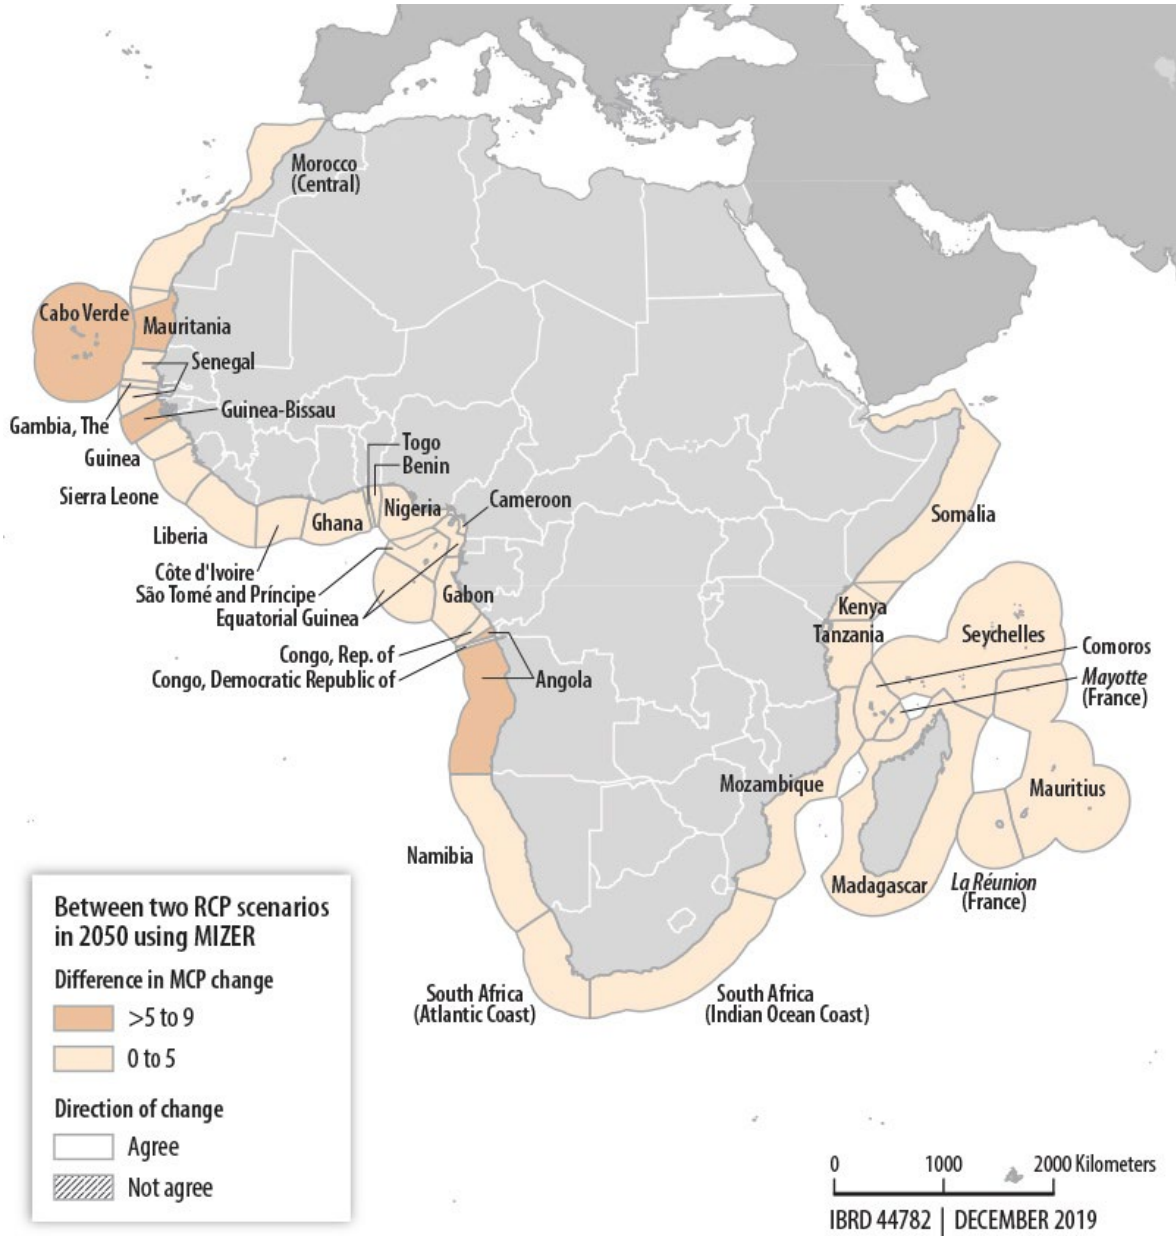 Morocco
(Central)
Cabo Verde
Mauritania
Senegal
Gambia, The
Guinea-Bissau
Guinea
Togo
Benin
Sierra Leone
Nigeria
Cameroon
Ghana
Liberia
Somalia
Côte d'Ivoire
São Tomé and Príncipe
Gabon
Equatorial Guinea
Kenya
Tanzania
Seychelles
Comoros
Congo, Rep. of
Congo, Democratic Republic of
Angola
Mayotte
(France)
Mozambique
Mauritius
Namibia
Madagascar
La Réunion
(France)
South Africa
(Atlantic Coast)
South Africa
(Indian Ocean Coast)
Between two RCP scenarios
in 2050 using MIZER
Difference in MCP change
>5 to 9
0 to 5
Direction of change
Agree
Not agree
0 1000 2000 Kilometers
IBRD 44782 | DECEMBER 2019